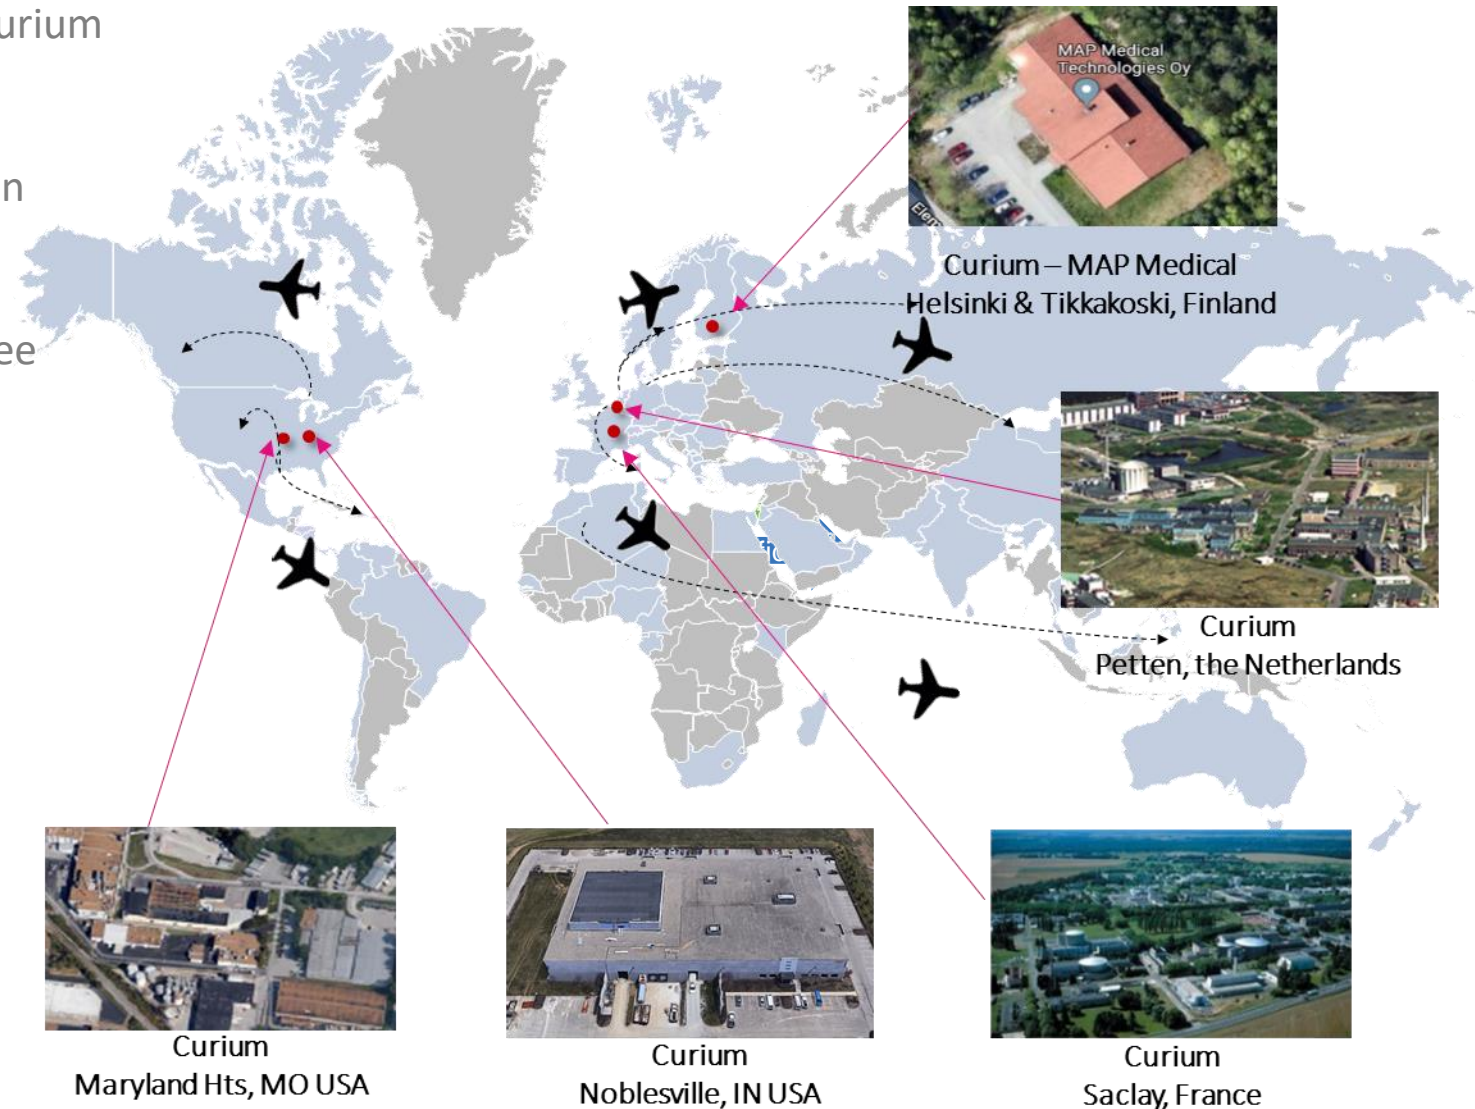 urium
n
ee
MAP Medical
Technologies Oy
Elem
Curium – MAP Medical
Helsinki & Tikkakoski, Finland
Curium
Petten, the Netherlands
Curium
Maryland Hts, MO USA
Curium
Noblesville, IN USA
Curium
Saclay, France